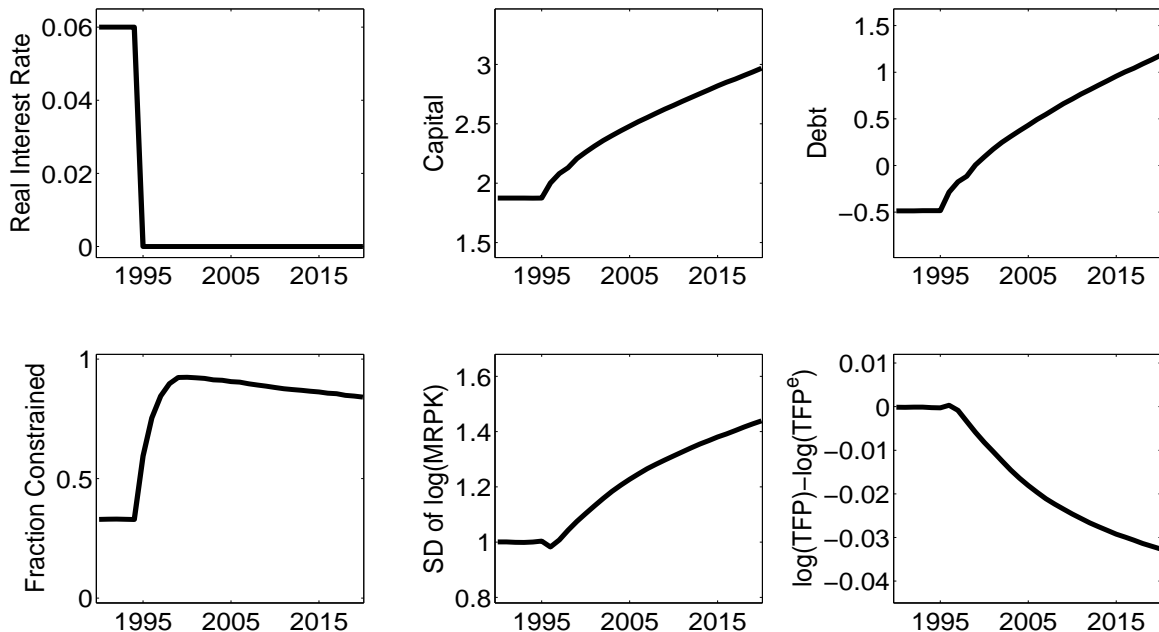 Real Interest Rate
0.06
0.04
0.02
0
1995 2005 2015
Capital
3
2.5
2
1.5
1995 2005 2015
Debt
1.5
1
0.5
0
−0.5
1995 2005 2015
Fraction Constrained
1
0.5
0
1995 2005 2015
SD of log(MRPK)
1.6
1.4
1.2
1
0.8
1995 2005 2015
log(TFP)−log(TFPᵉ)
0.01
0
−0.01
−0.02
−0.03
−0.04
1995 2005 2015